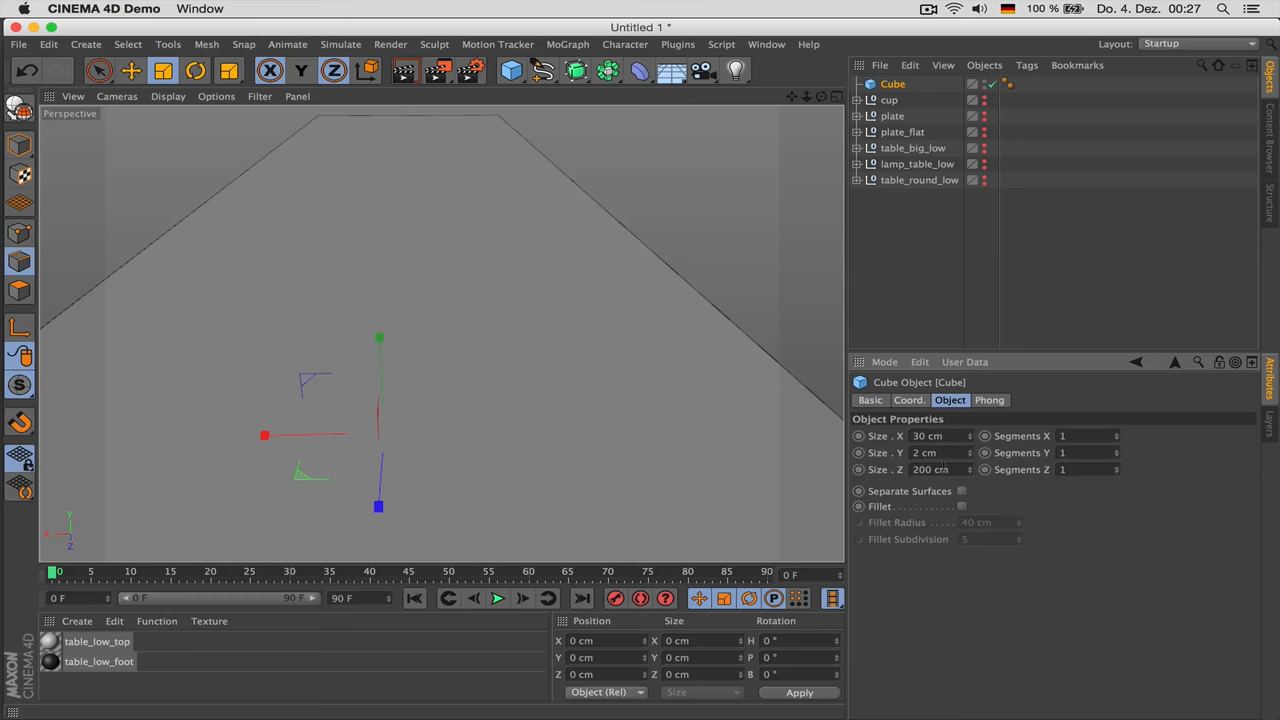 CINEMA 4D Demo Window 100 % Do. 4. Dez. 00:27
Untitled 1 *
File Edit Create Select Tools Mesh Snap Animate Simulate Render Sculpt Motion Tracker MoGraph Character Plugins Script Window Help Layout: Startup
X Y Z
File Edit View Objects Tags Bookmarks
View Cameras Display Options Filter Panel
Perspective
Cube
cup
plate
plate_flat
table_big_low
lamp_table_low
table_round_low
Objects
Content Browser
Structure
Attributes
Layers
Mode Edit User Data
Cube Object [Cube]
Basic Coord. Object Phong
Object Properties
Size . X 30 cm Segments X 1
Size . Y 2 cm Segments Y 1
Size . Z 200 cm Segments Z 1
Separate Surfaces
Fillet . . . . . . . . . . . .
Fillet Radius . . . . . 40 cm
Fillet Subdivision 5
Y
X
Z
S
0 5 10 15 20 25 30 35 40 45 50 55 60 65 70 75 80 85 90 0 F
0 F 0 F 90 F 90 F
P
Create Edit Function Texture
table_low_top
table_low_foot
Position Size Rotation
X 0 cm X 0 cm H 0 °
Y 0 cm Y 0 cm P 0 °
Z 0 cm Z 0 cm B 0 °
Object (Rel) Size Apply
MAXON
CINEMA 4D